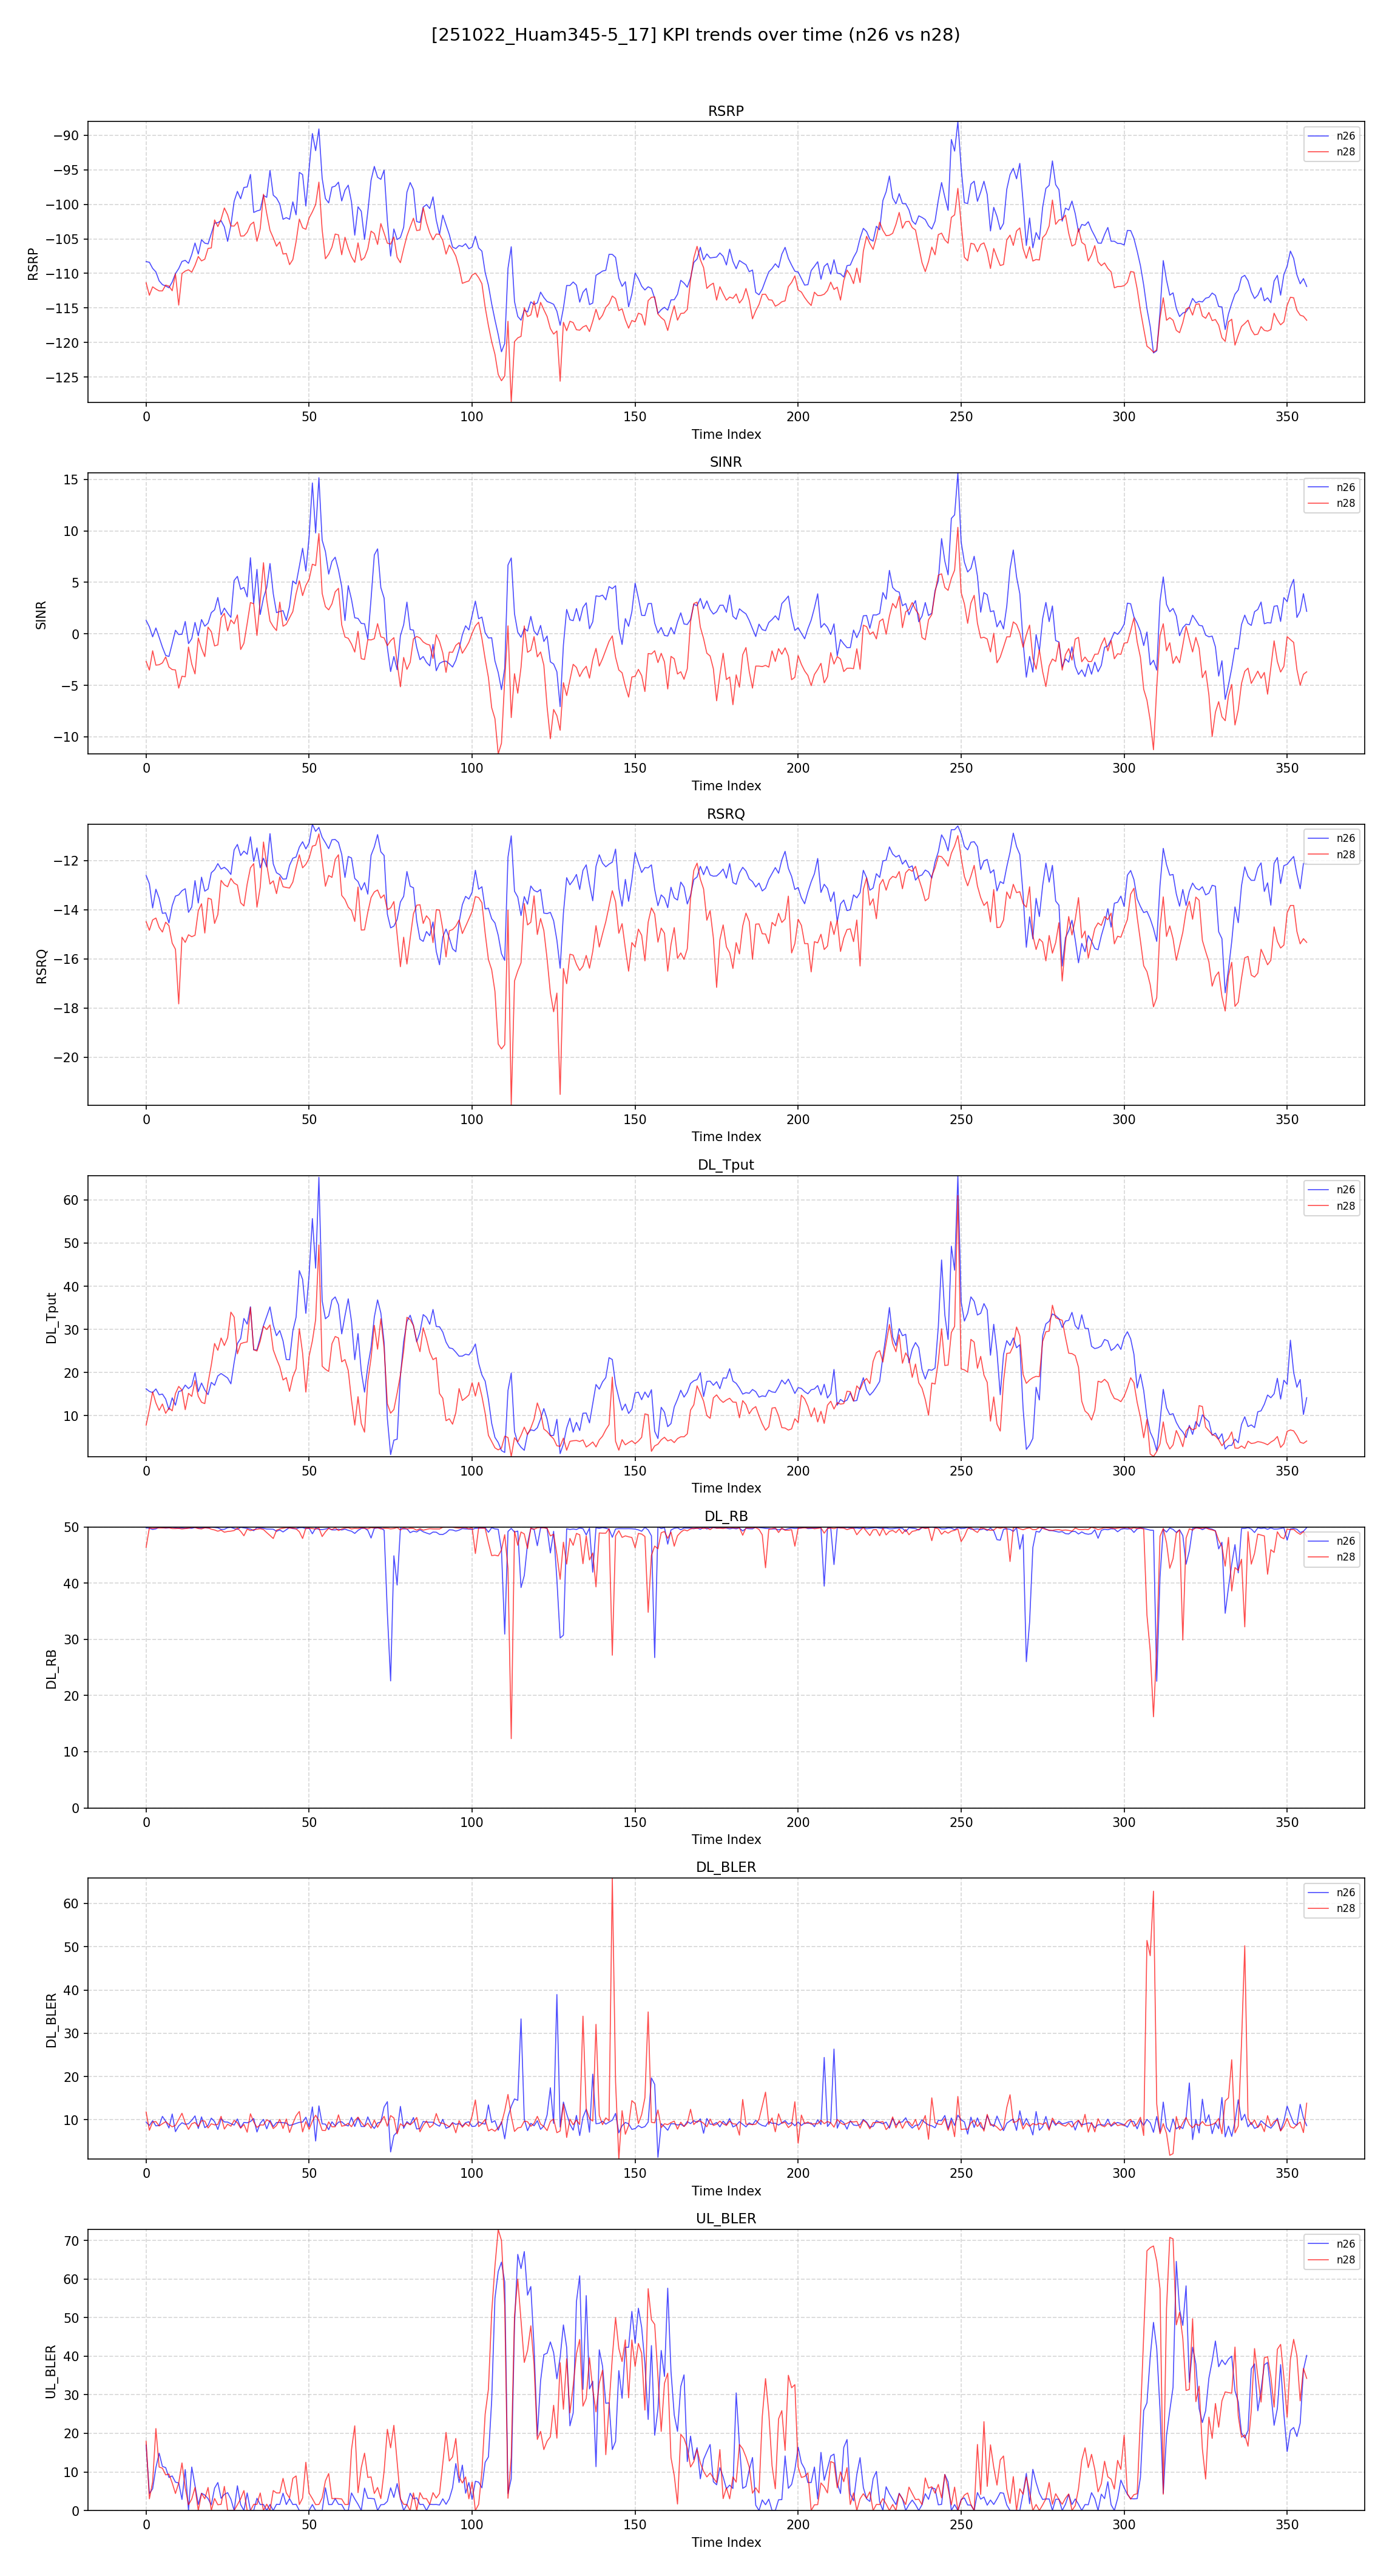 [251022_Huam345-5_17] KPI trends over time (n26 vs n28)
RSRP
n26
n28
RSRP
−90
−95
−100
−105
−110
−115
−120
−125
0 50 100 150 200 250 300 350
Time Index
SINR
n26
n28
SINR
15
10
5
0
−5
−10
0 50 100 150 200 250 300 350
Time Index
RSRQ
n26
n28
RSRQ
−12
−14
−16
−18
−20
0 50 100 150 200 250 300 350
Time Index
DL_Tput
n26
n28
DL_Tput
60
50
40
30
20
10
0 50 100 150 200 250 300 350
Time Index
DL_RB
n26
n28
DL_RB
50
40
30
20
10
0
0 50 100 150 200 250 300 350
Time Index
DL_BLER
n26
n28
DL_BLER
60
50
40
30
20
10
0 50 100 150 200 250 300 350
Time Index
UL_BLER
n26
n28
UL_BLER
70
60
50
40
30
20
10
0
0 50 100 150 200 250 300 350
Time Index